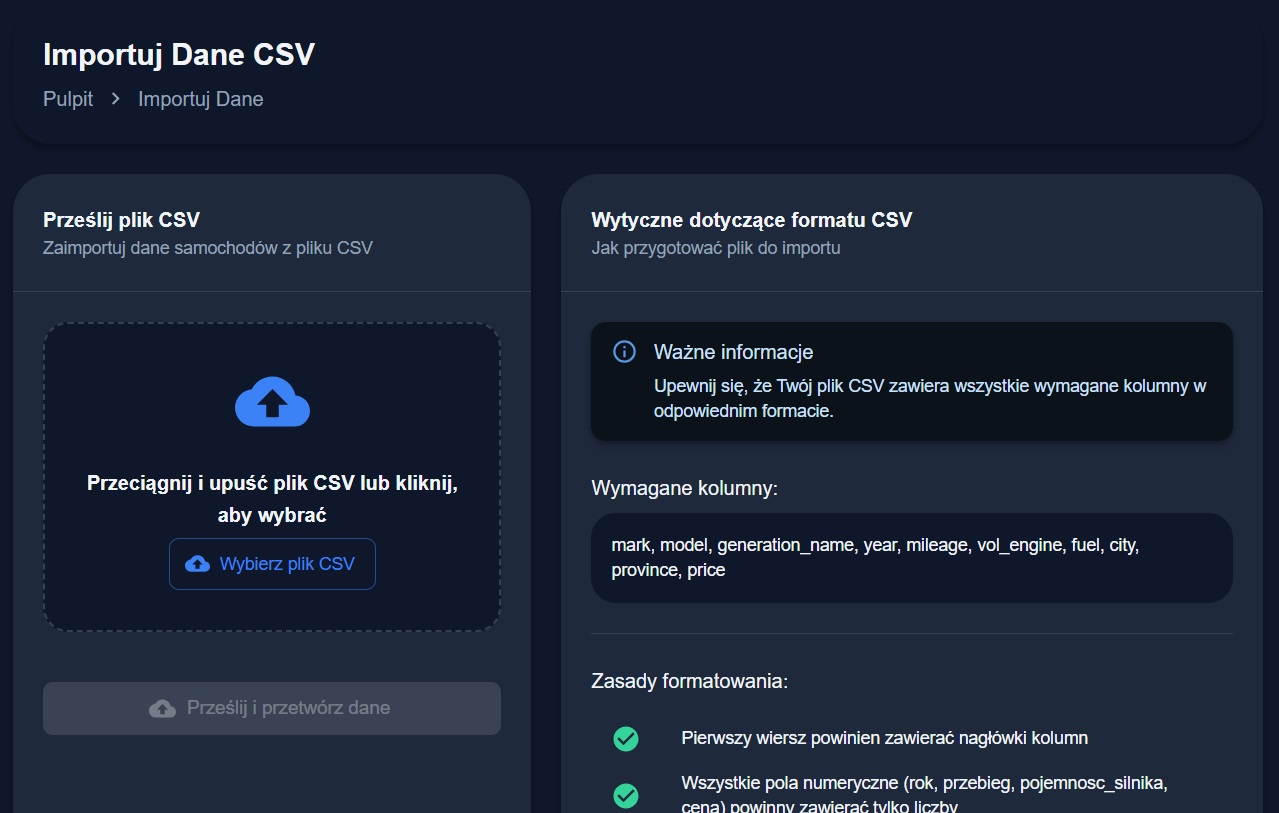 Importuj Dane CSV
Pulpit > Importuj Dane
Prześlij plik CSV
Zaimportuj dane samochodów z pliku CSV
Przeciągnij i upuść plik CSV lub kliknij,
aby wybrać
Wybierz plik CSV
Prześlij i przetwórz dane
Wytyczne dotyczące formatu CSV
Jak przygotować plik do importu
Ważne informacje
Upewnij się, że Twój plik CSV zawiera wszystkie wymagane kolumny w
odpowiednim formacie.
Wymagane kolumny:
mark, model, generation_name, year, mileage, vol_engine, fuel, city,
province, price
Zasady formatowania:
Pierwszy wiersz powinien zawierać nagłówki kolumn
Wszystkie pola numeryczne (rok, przebieg, pojemnosc_silnika,
cena) powinny zawierać tylko liczby